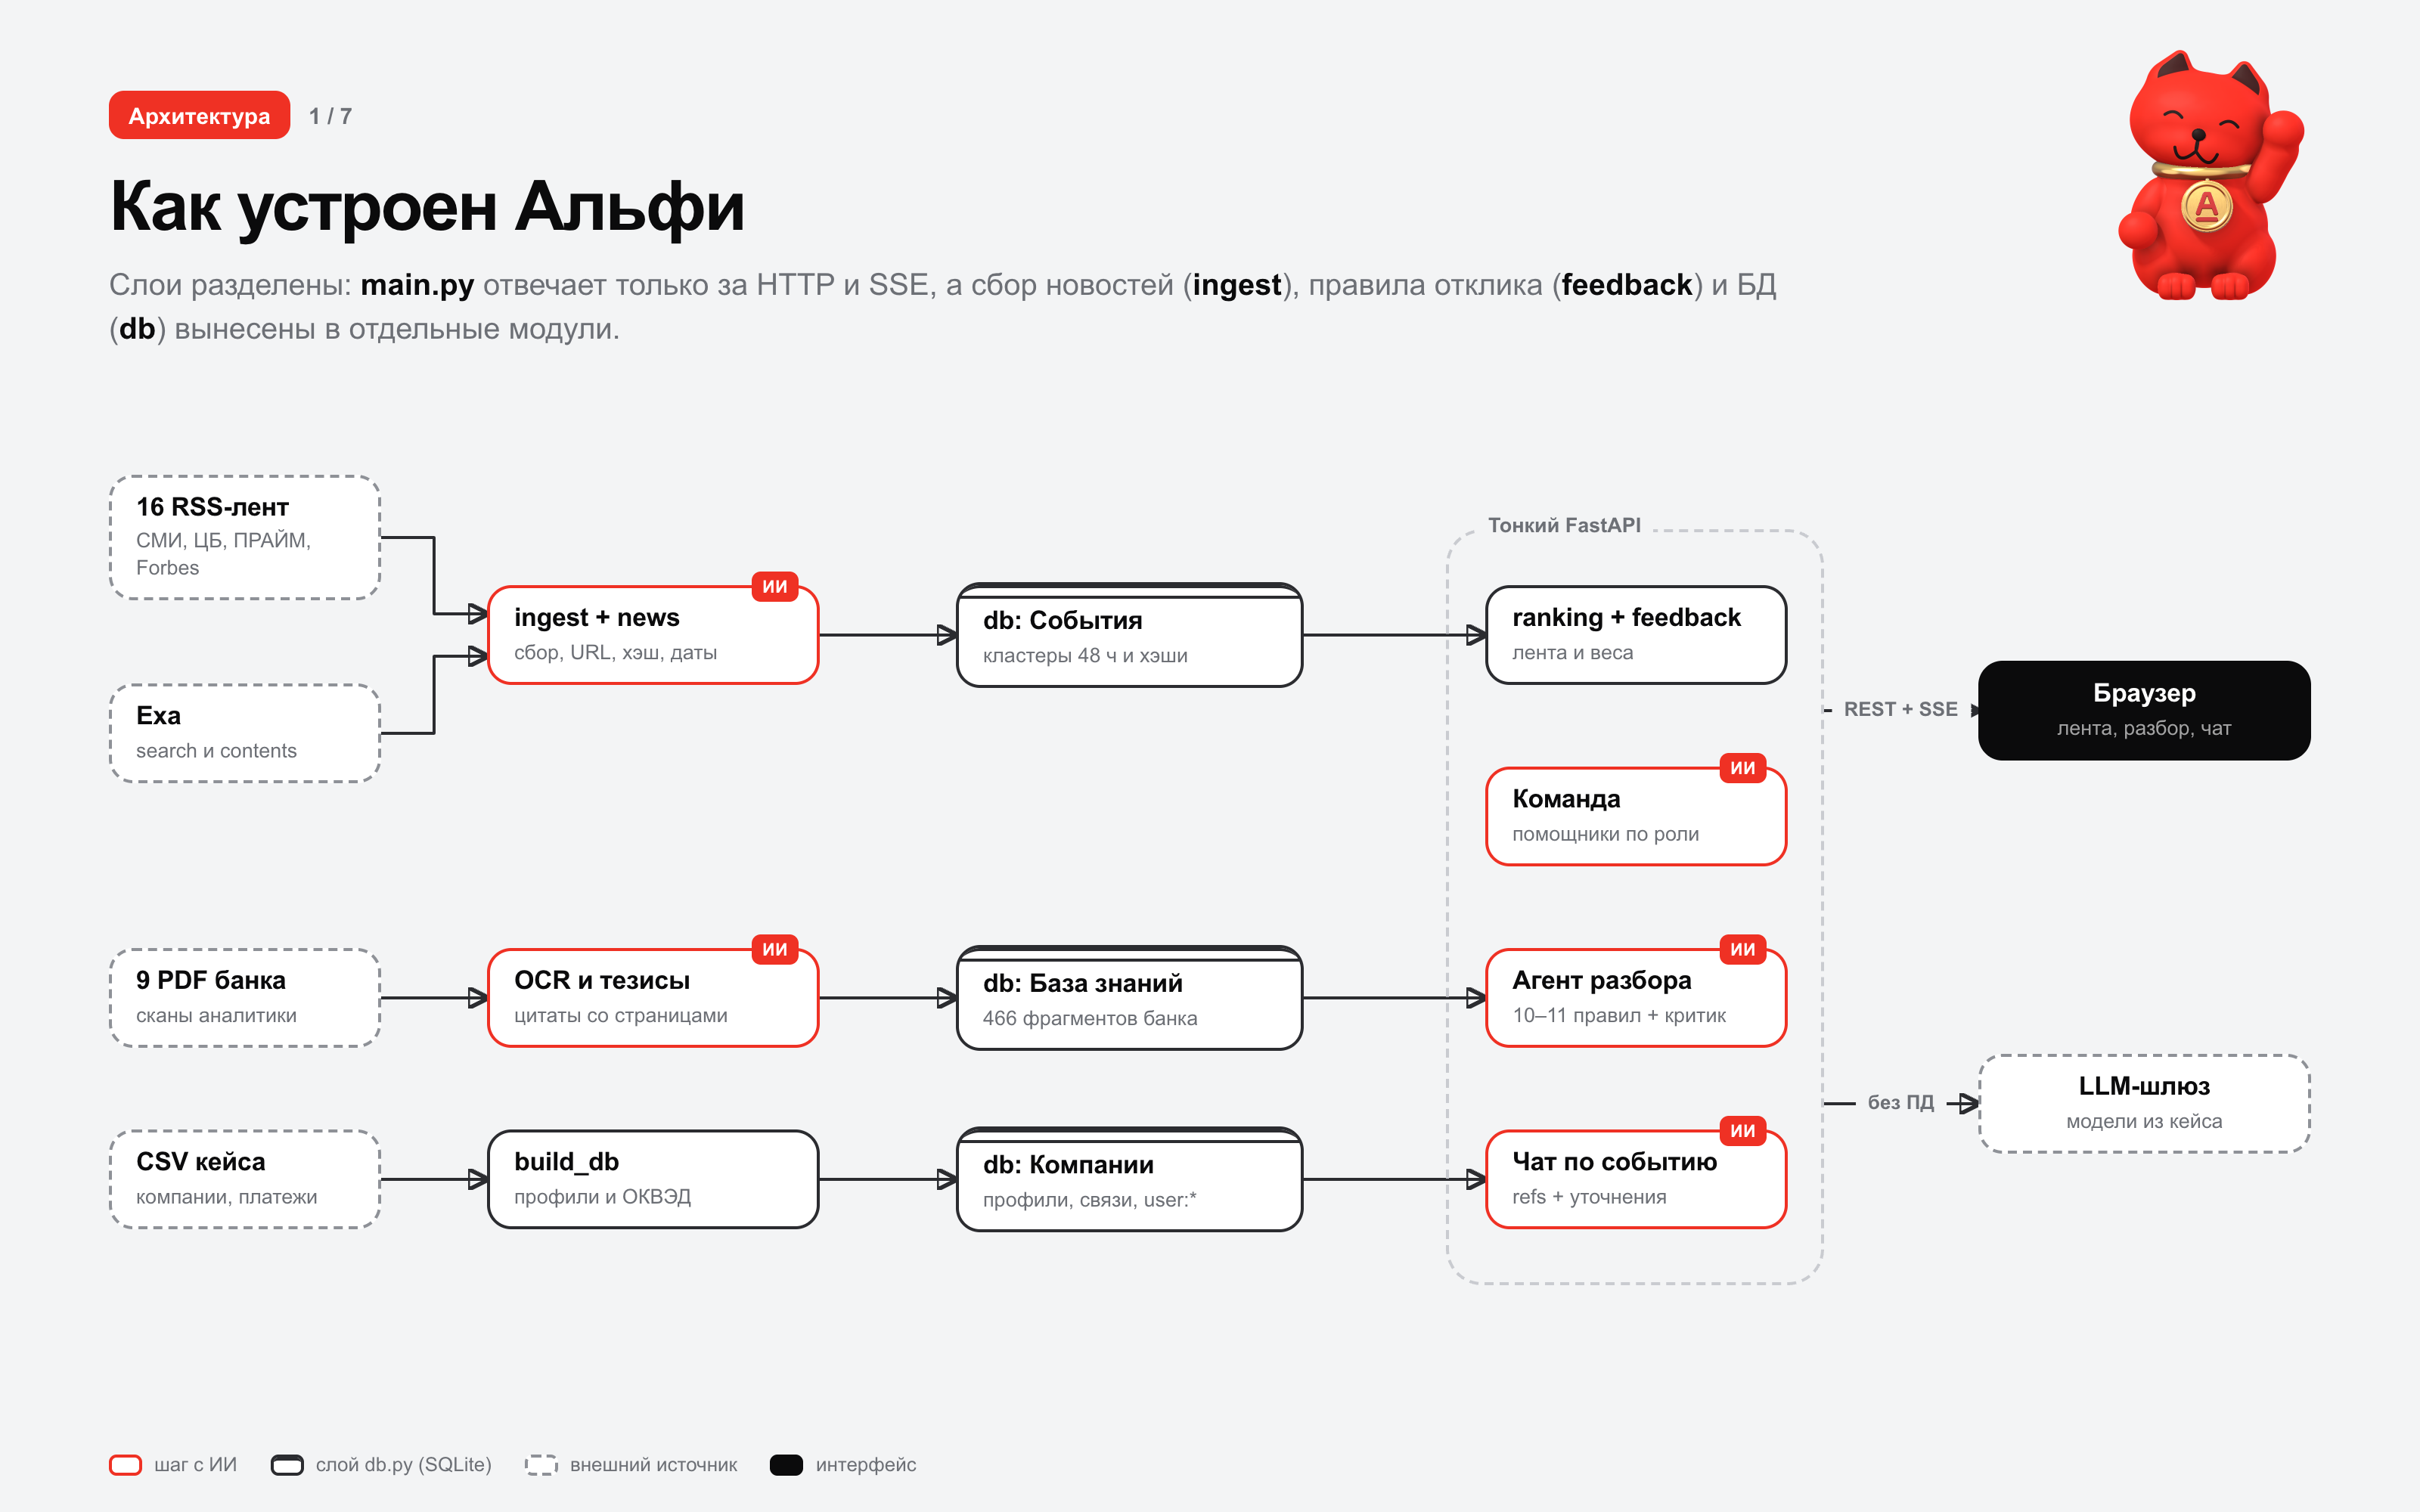 Архитектура
1 / 7
Как устроен Альфи
Слои разделены: main.py отвечает только за HTTP и SSE, а сбор новостей (ingest), правила отклика (feedback) и БД
(db) вынесены в отдельные модули.
16 RSS-лент
СМИ, ЦБ, ПРАЙМ,
Forbes
Exa
search и contents
ИИ
ingest + news
сбор, URL, хэш, даты
db: События
кластеры 48 ч и хэши
Тонкий FastAPI
ranking + feedback
лента и веса
REST + SSE
Браузер
лента, разбор, чат
ИИ
Команда
помощники по роли
9 PDF банка
сканы аналитики
ИИ
OCR и тезисы
цитаты со страницами
db: База знаний
466 фрагментов банка
ИИ
Агент разбора
10–11 правил + критик
без ПД
LLM-шлюз
модели из кейса
CSV кейса
компании, платежи
build_db
профили и ОКВЭД
db: Компании
профили, связи, user:*
ИИ
Чат по событию
refs + уточнения
шаг с ИИ
слой db.py (SQLite)
внешний источник
интерфейс
А